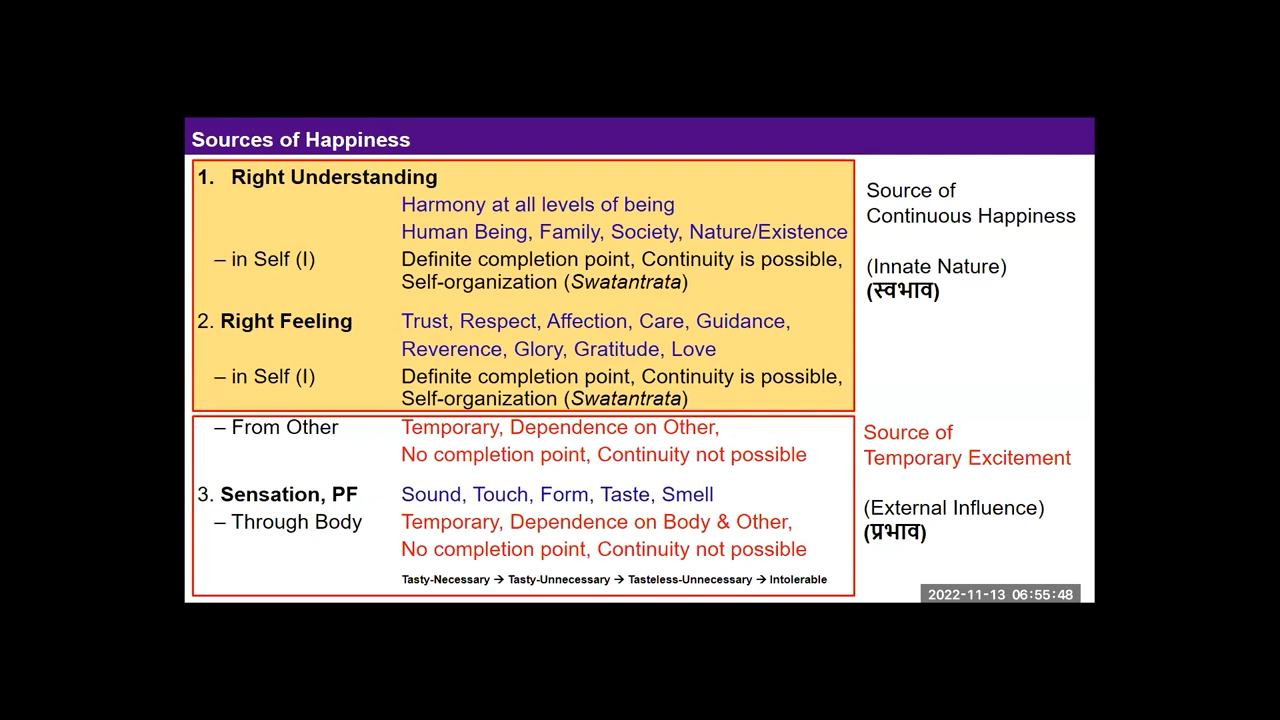 Sources of Happiness
1. Right Understanding
Harmony at all levels of being
Human Being, Family, Society, Nature/Existence
– in Self (I) Definite completion point, Continuity is possible,
Self-organization (Swatantrata)
2. Right Feeling Trust, Respect, Affection, Care, Guidance,
Reverence, Glory, Gratitude, Love
– in Self (I) Definite completion point, Continuity is possible,
Self-organization (Swatantrata)
– From Other Temporary, Dependence on Other,
No completion point, Continuity not possible
3. Sensation, PF Sound, Touch, Form, Taste, Smell
– Through Body Temporary, Dependence on Body & Other,
No completion point, Continuity not possible
Tasty-Necessary → Tasty-Unnecessary → Tasteless-Unnecessary → Intolerable
Source of
Continuous Happiness
(Innate Nature)
(स्वभाव)
Source of
Temporary Excitement
(External Influence)
(प्रभाव)
2022-11-13 06:55:48